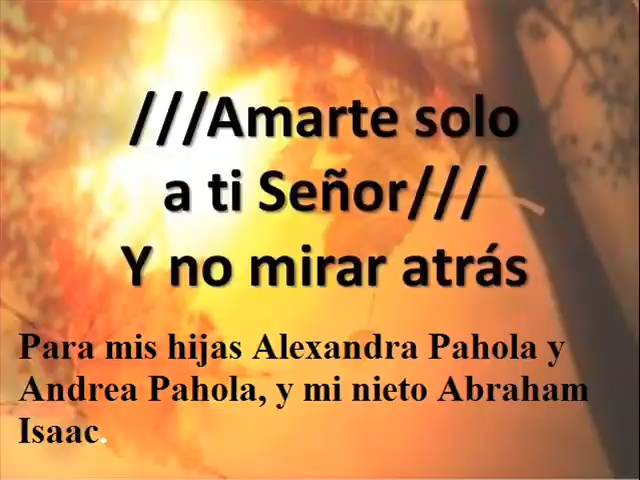 ///Amarte solo
a ti Señor///
Y no mirar atrás
Para mis hijas Alexandra Pahola y
Andrea Pahola, y mi nieto Abraham
Isaac.